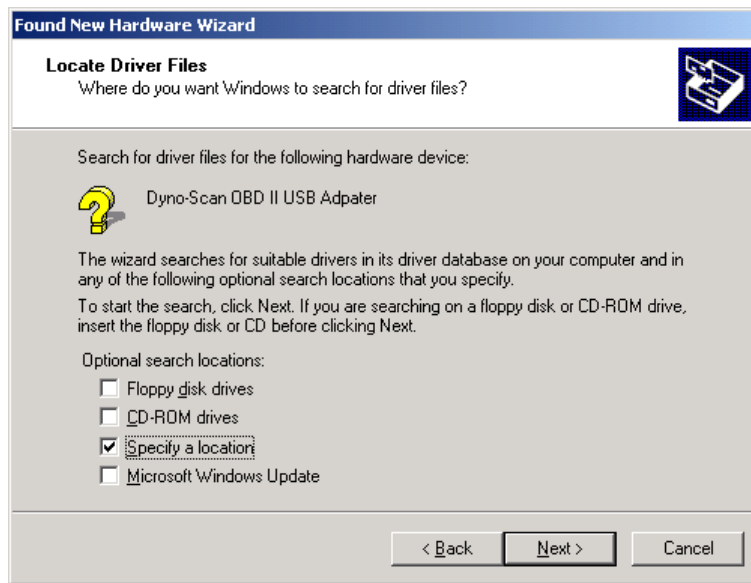 Found New Hardware Wizard
Locate Driver Files
Where do you want Windows to search for driver files?
Search for driver files for the following hardware device:
Dyno-Scan OBD II USB Adpater
The wizard searches for suitable drivers in its driver database on your computer and in
any of the following optional search locations that you specify.
To start the search, click Next. If you are searching on a floppy disk or CD-ROM drive,
insert the floppy disk or CD before clicking Next.
Optional search locations:
Floppy disk drives
CD-ROM drives
Specify a location
Microsoft Windows Update
< Back Next > Cancel